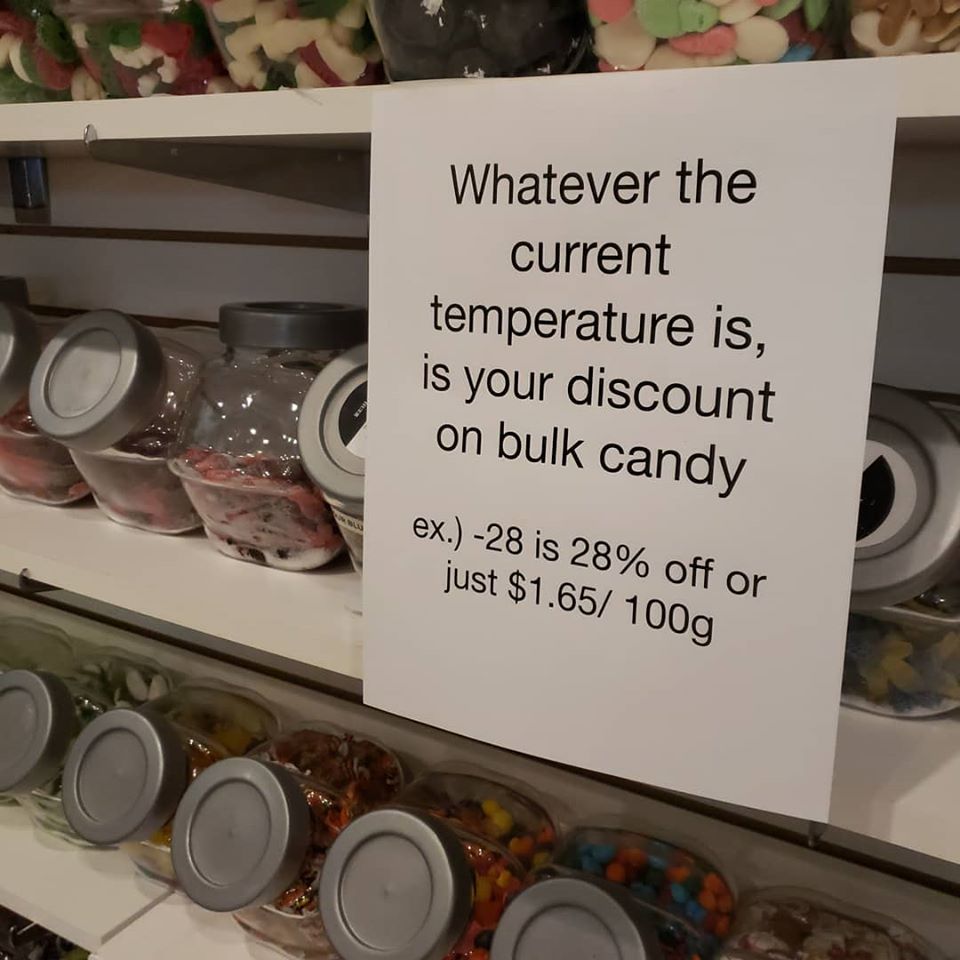 Whatever the
current
temperature is,
is your discount
on bulk candy
ex.) -28 is 28% off or
just $1.65/ 100g